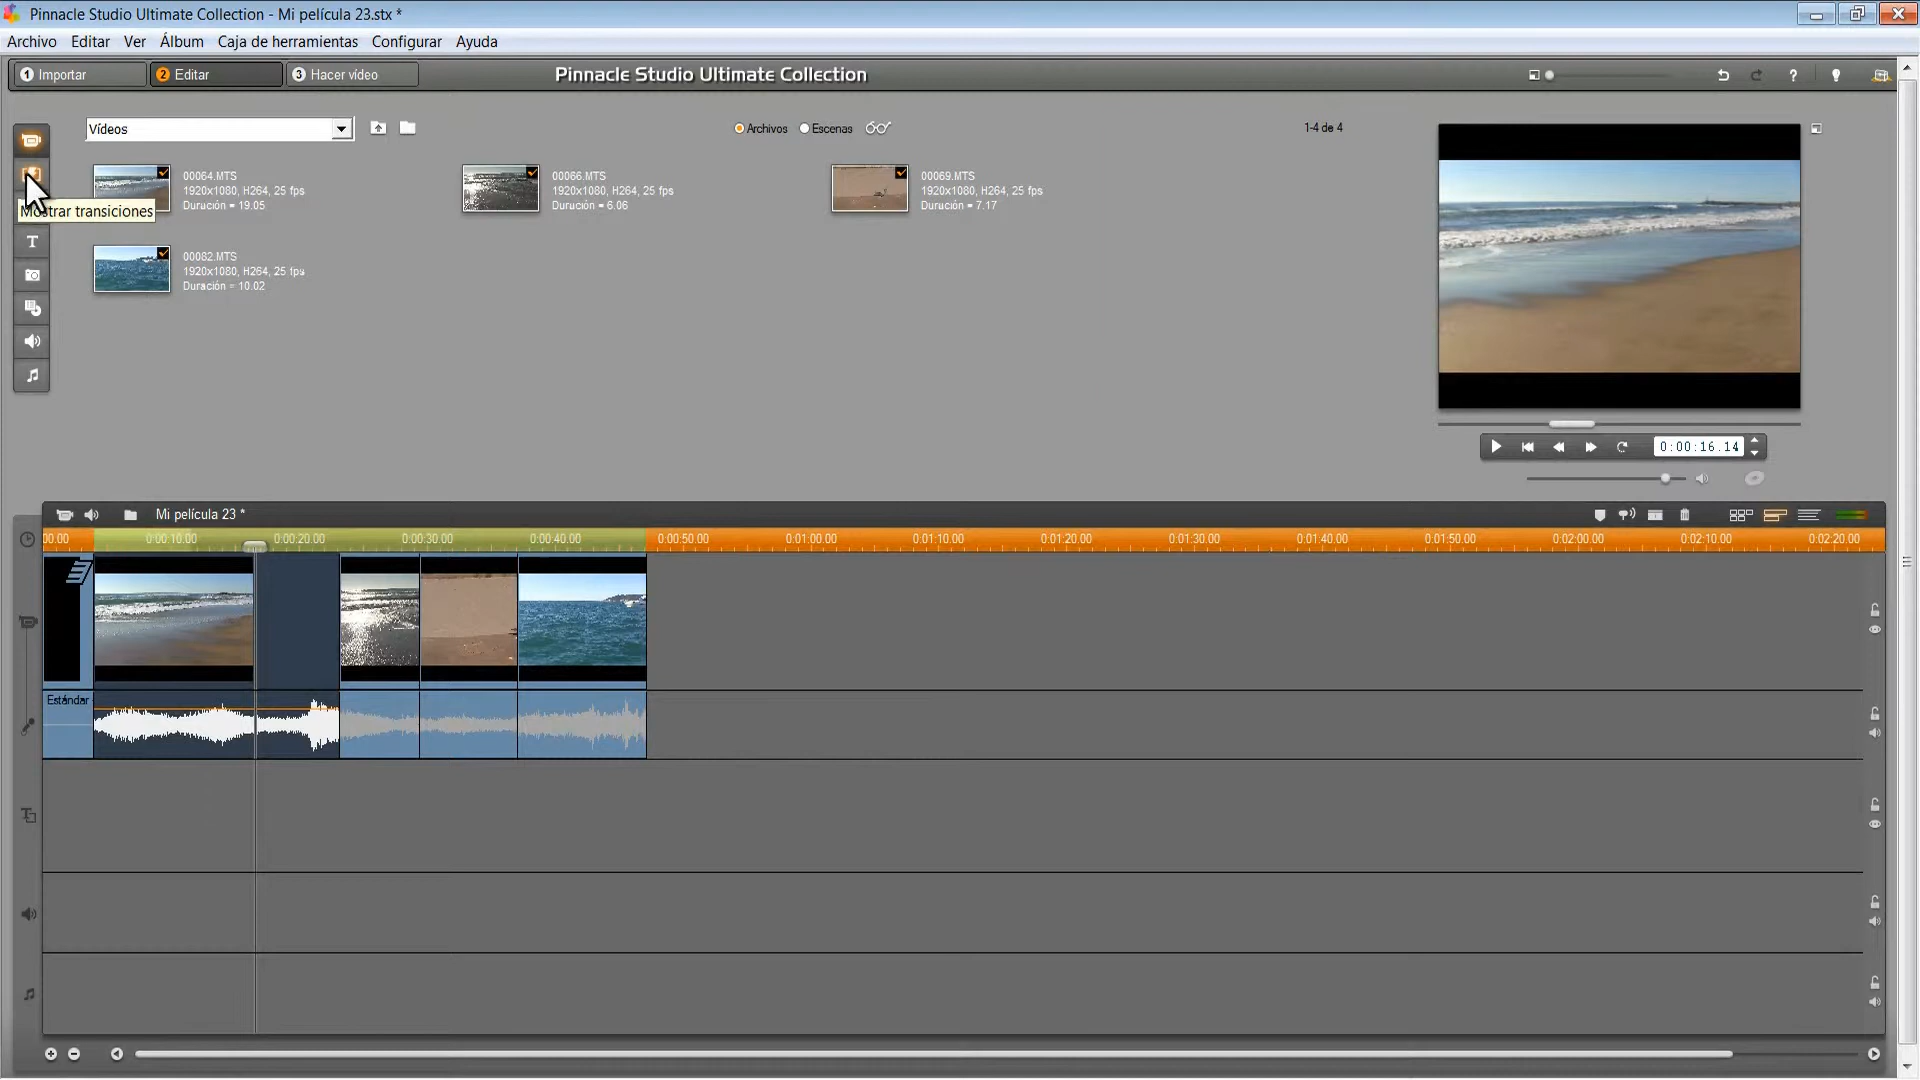 Pinnacle Studio Ultimate Collection - Mi película 23.stx *
Archivo Editar Ver Álbum Caja de herramientas Configurar Ayuda
1 Importar 2 Editar 3 Hacer vídeo Pinnacle Studio Ultimate Collection ?
Vídeos Archivos Escenas 1-4 de 4
00064.MTS
1920x1080, H264, 25 fps
Duración = 19.05
00066.MTS
1920x1080, H264, 25 fps
Duración = 6.06
00069.MTS
1920x1080, H264, 25 fps
Duración = 7.17
Mostrar transiciones
T
00082.MTS
1920x1080, H264, 25 fps
Duración = 10.02
0:00:16.14
Mi película 23 *
00.00 0:00:10.00 0:00:20.00 0:00:30.00 0:00:40.00 0:00:50.00 0:01:00.00 0:01:10.00 0:01:20.00 0:01:30.00 0:01:40.00 0:01:50.00 0:02:00.00 0:02:10.00 0:02:20.00
Estándar